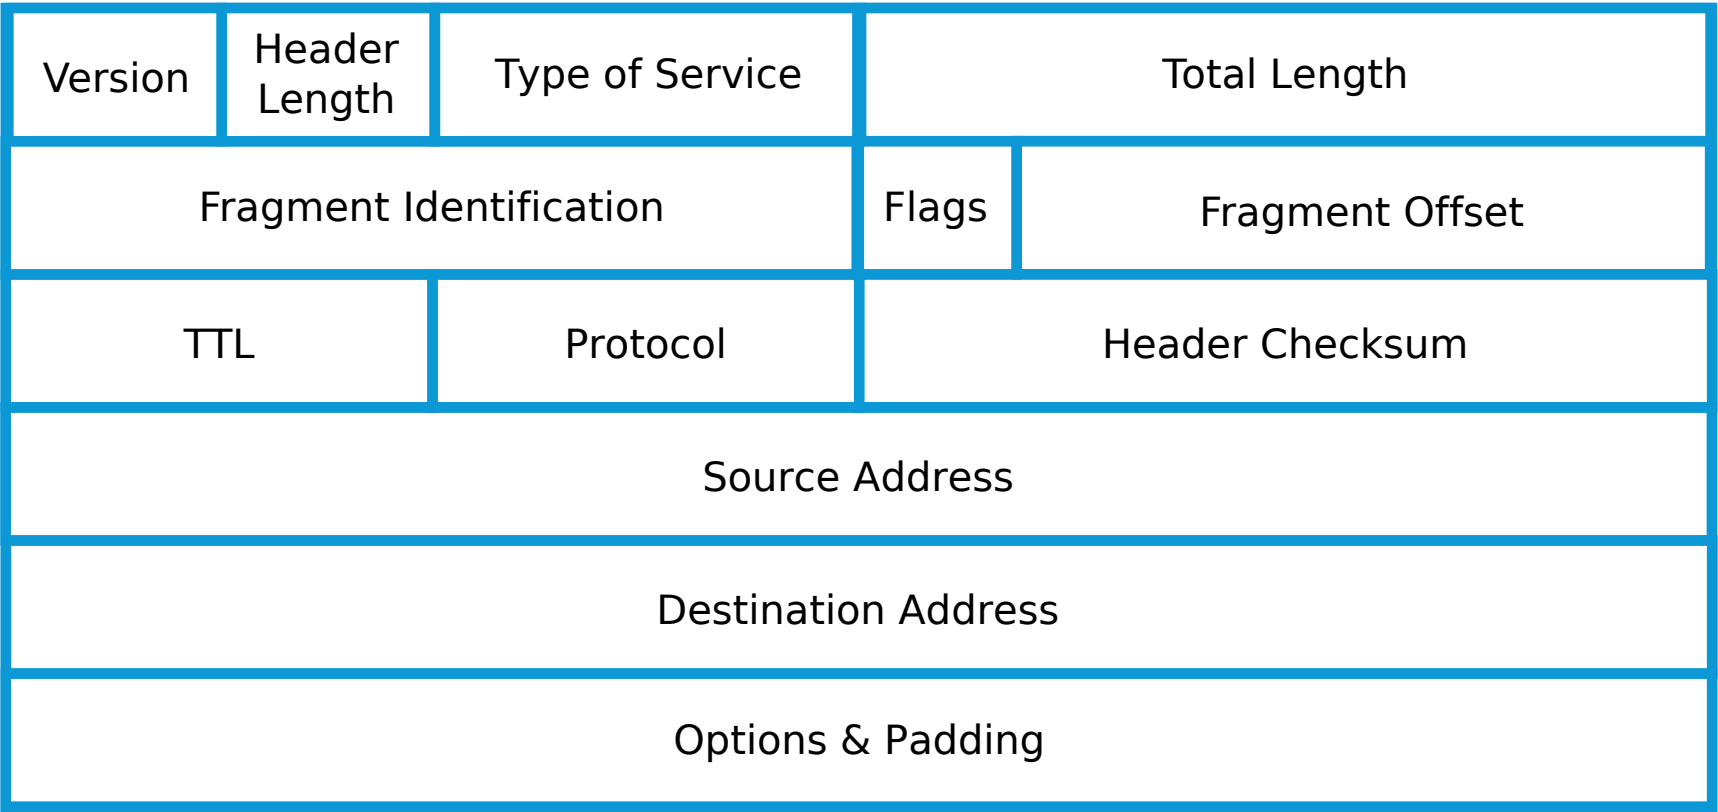 Version
Header
Length
Type of Service
Total Length
Fragment Identification
Flags
Fragment Offset
TTL
Protocol
Header Checksum
Source Address
Destination Address
Options & Padding